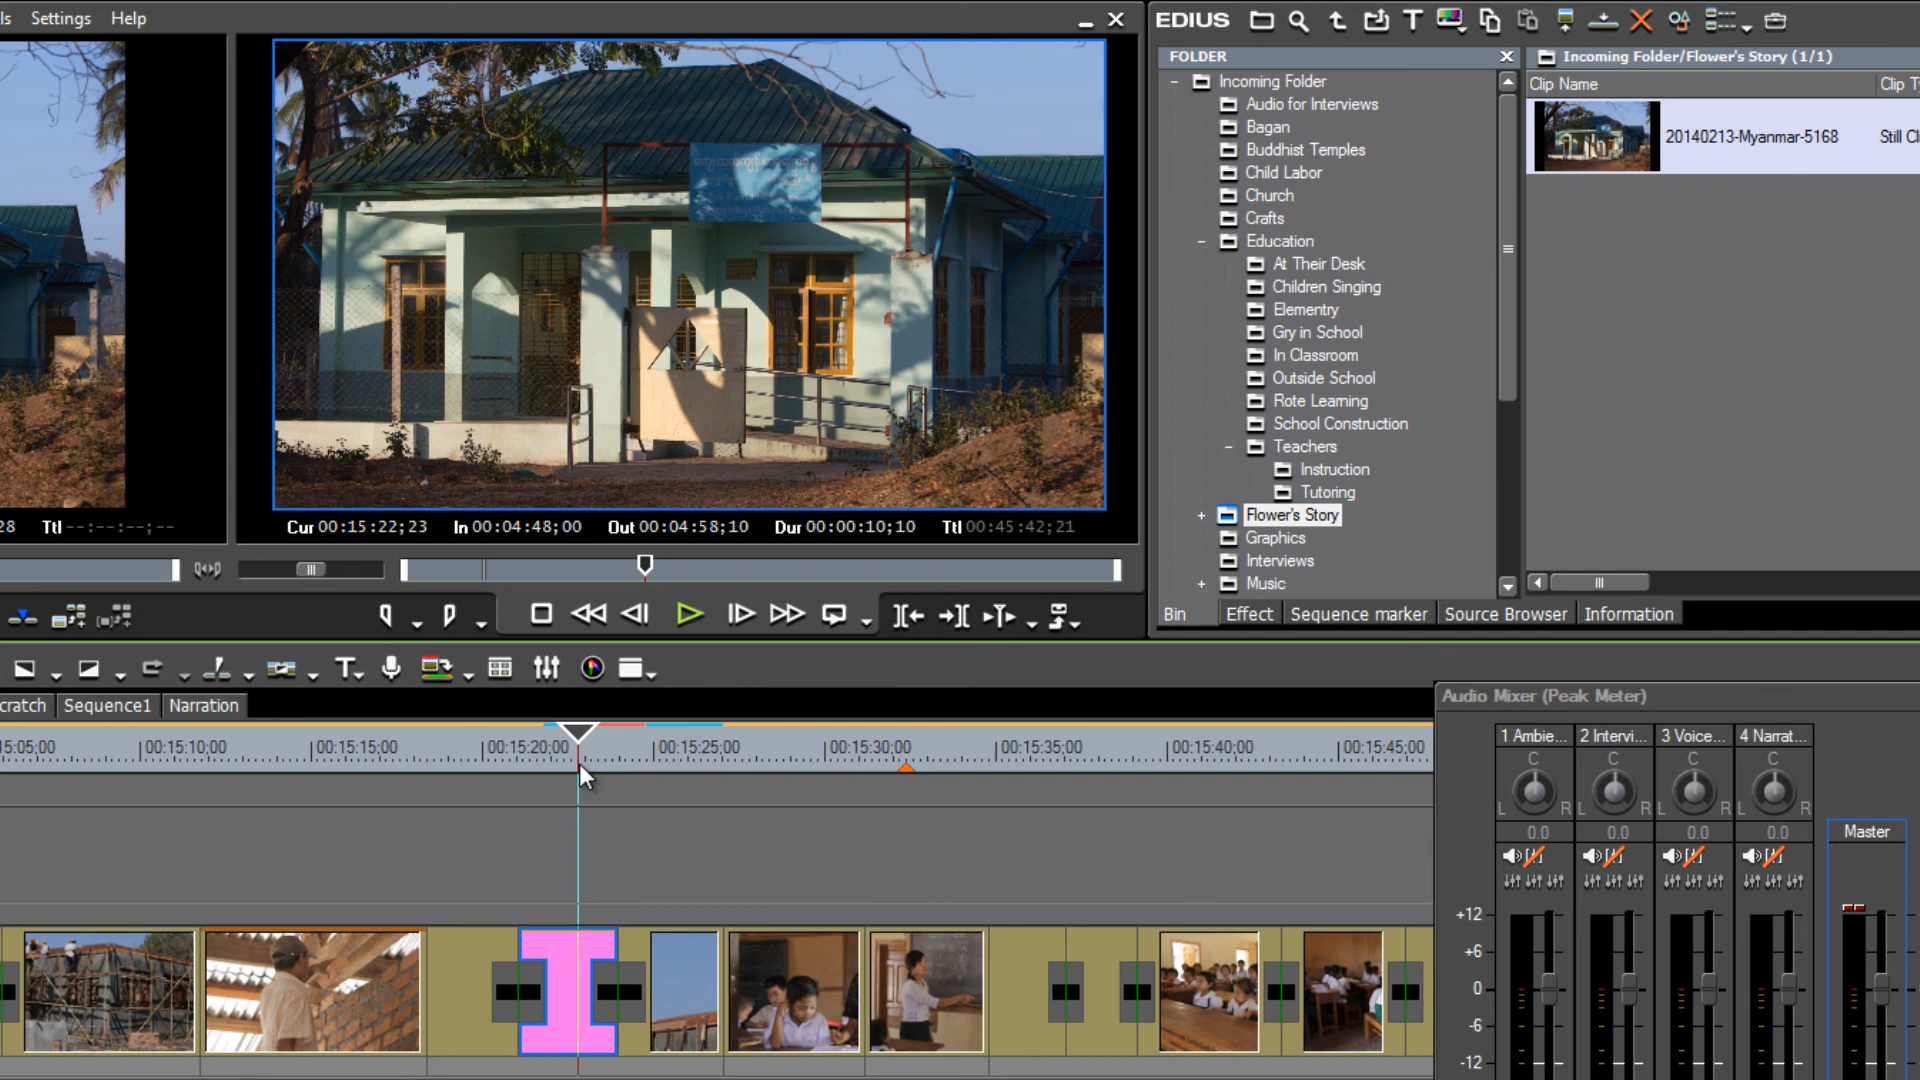 ls Settings Help
28 Ttl --:--:--;--
Cur 00:15:22;23 In 00:04:48;00 Out 00:04:58;10 Dur 00:00:10;10 Ttl 00:45:42;21
EDIUS
FOLDER
Incoming Folder
Audio for Interviews
Bagan
Buddhist Temples
Child Labor
Church
Crafts
Education
At Their Desk
Children Singing
Elementry
Gry in School
In Classroom
Outside School
Rote Learning
School Construction
Teachers
Instruction
Tutoring
Flower's Story
Graphics
Interviews
Music
Incoming Folder/Flower's Story (1/1)
Clip Name Clip T
20140213-Myanmar-5168 Still Cl
Bin Effect Sequence marker Source Browser Information
cratch Sequence1 Narration
15:05;00 00:15:10;00 00:15:15;00 00:15:20;00 00:15:25;00 00:15:30;00 00:15:35;00 00:15:40;00 00:15:45;00
Audio Mixer (Peak Meter)
1 Ambie... 2 Intervi... 3 Voice... 4 Narrat...
C C C C
L R L R L R L R
0.0 0.0 0.0 0.0
Master
+12
+6
0
-6
-12